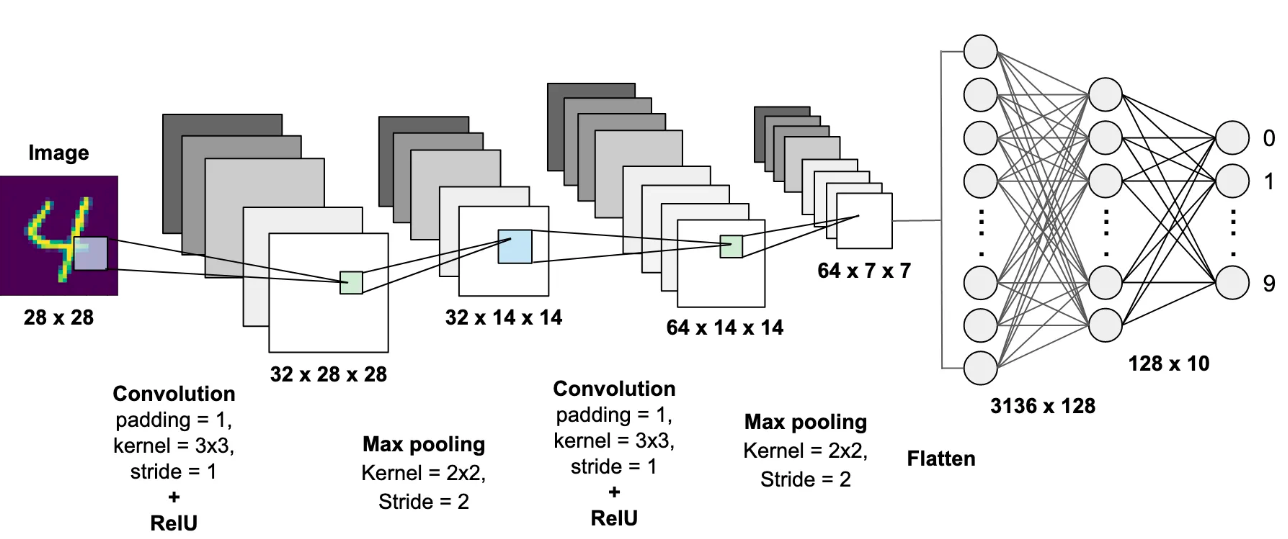 Image
28 x 28
32 x 28 x 28
Convolution
padding = 1,
kernel = 3x3,
stride = 1
+
RelU
32 x 14 x 14
Max pooling
Kernel = 2x2,
Stride = 2
64 x 14 x 14
Convolution
padding = 1,
kernel = 3x3,
stride = 1
+
RelU
64 x 7 x 7
Max pooling
Kernel = 2x2,
Stride = 2
Flatten
3136 x 128
128 x 10
0
1
9